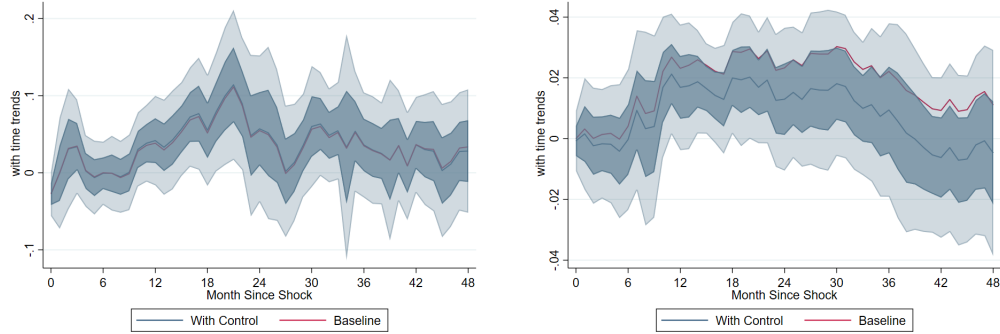 with time trends
.2
.1
0
-.1
0 6 12 18 24 30 36 42 48
Month Since Shock
With Control Baseline
with time trends
.04
.02
0
-.02
-.04
0 6 12 18 24 30 36 42 48
Month Since Shock
With Control Baseline